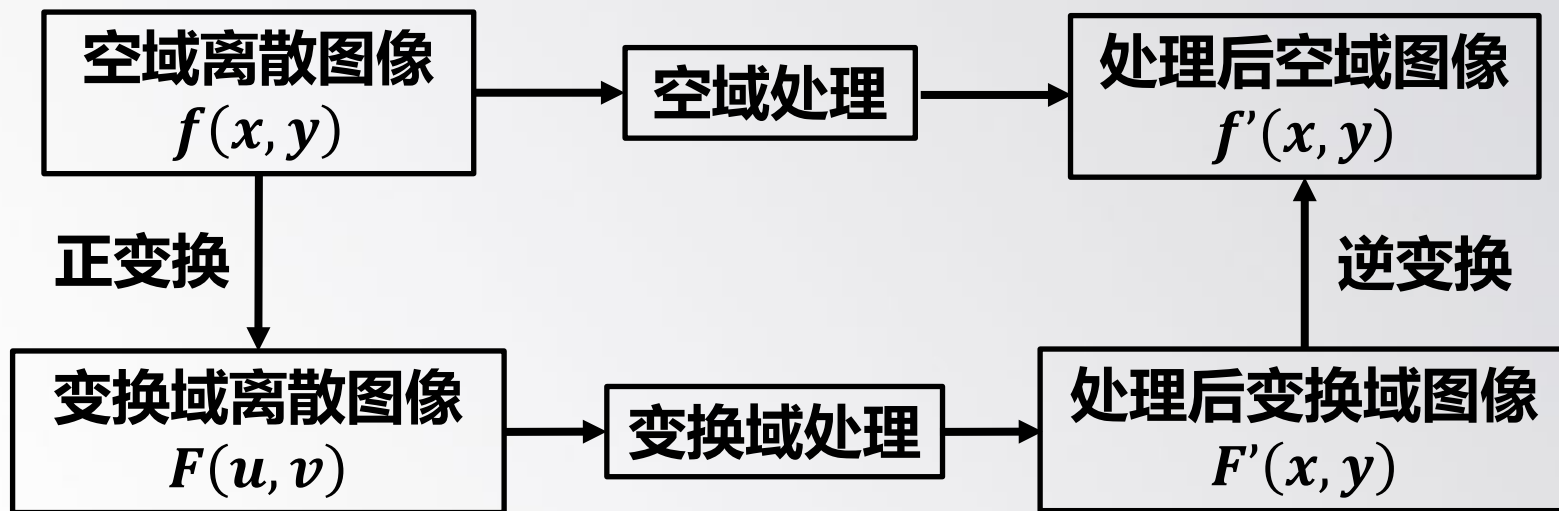 空域离散图像
f(x, y)
空域处理
处理后空域图像
f’(x, y)
正变换
逆变换
变换域离散图像
F(u, v)
变换域处理
处理后变换域图像
F’(x, y)